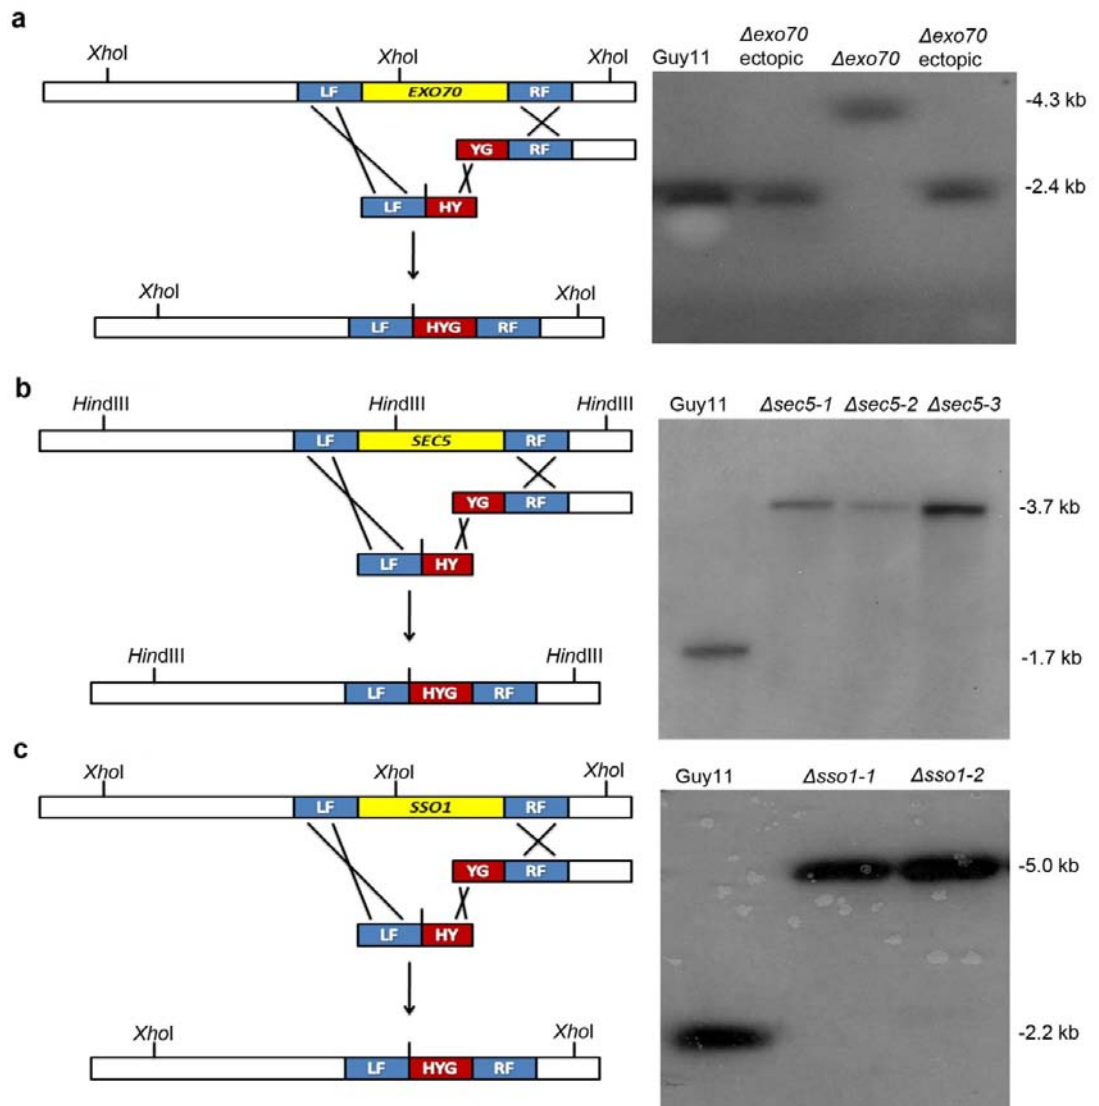 a
XhoI XhoI XhoI
LF EXO70 RF
YG RF
LF HY
XhoI XhoI
LF HYG RF
Guy11 Δexo70 ectopic Δexo70 Δexo70 ectopic
-4.3 kb
-2.4 kb
b
HindIII HindIII HindIII
LF SEC5 RF
YG RF
LF HY
HindIII HindIII
LF HYG RF
Guy11 Δsec5-1 Δsec5-2 Δsec5-3
-3.7 kb
-1.7 kb
c
XhoI XhoI XhoI
LF SSO1 RF
YG RF
LF HY
XhoI XhoI
LF HYG RF
Guy11 Δsso1-1 Δsso1-2
-5.0 kb
-2.2 kb